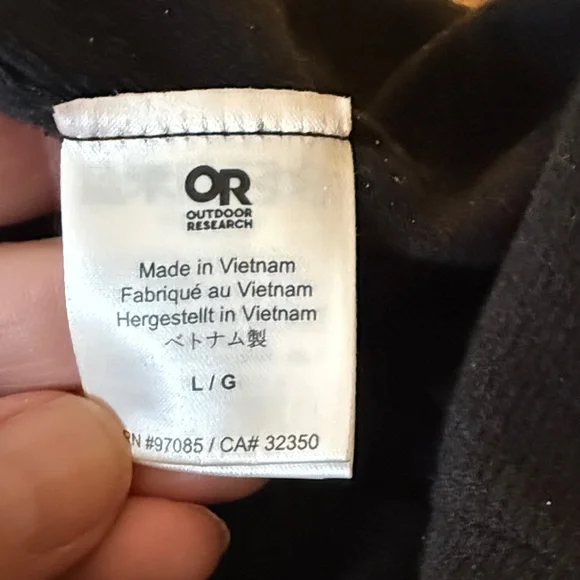 OR
OUTDOOR
RESEARCH
Made in Vietnam
Fabriqué au Vietnam
Hergestellt in Vietnam
ベトナム製
L / G
RN #97085 / CA# 32350